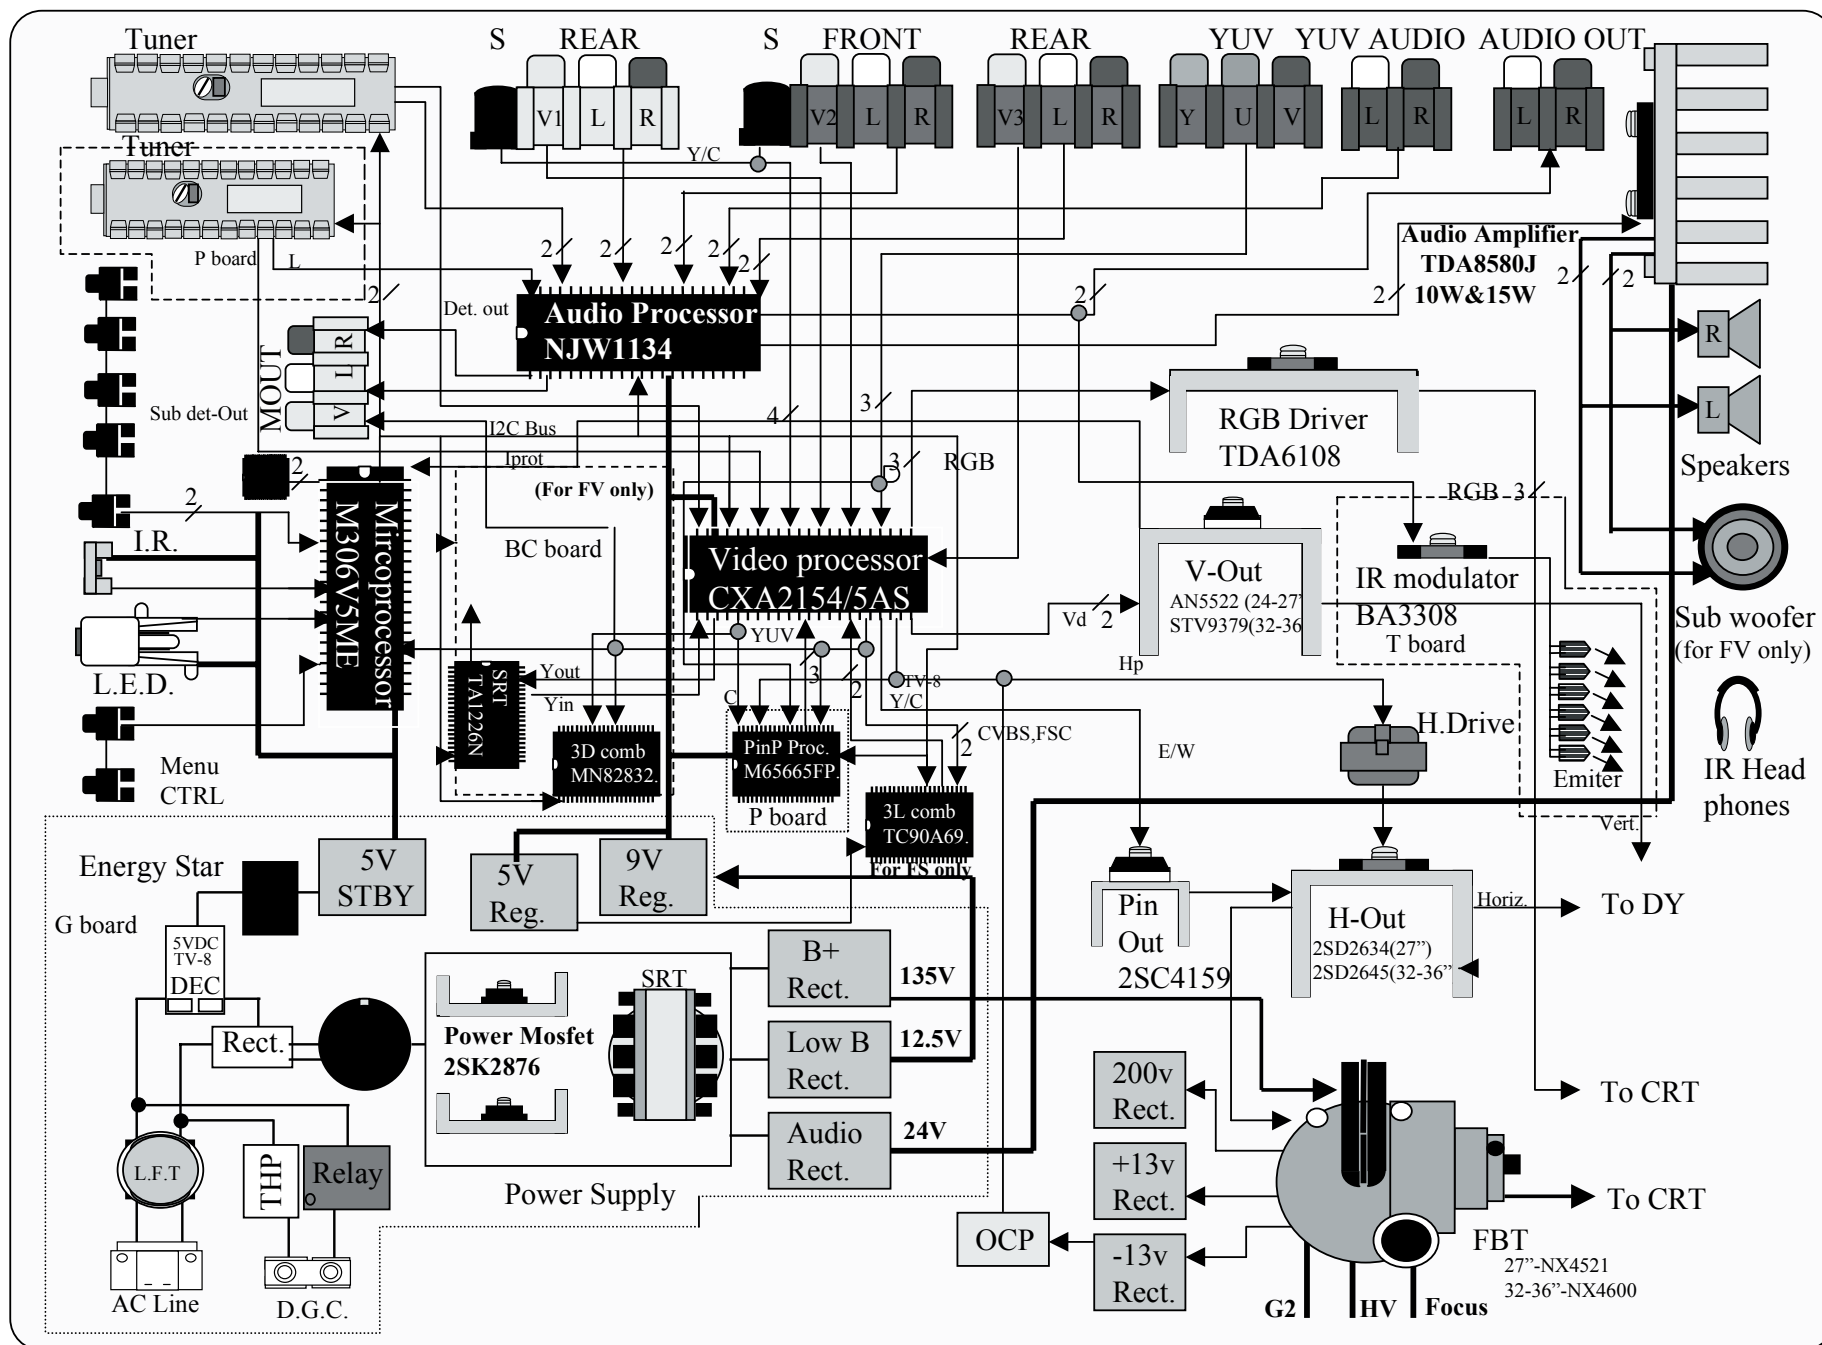 Tuner
S
REAR
S
FRONT
REAR
YUV
YUV AUDIO
AUDIO OUT
V1
L
R
V2
L
R
V3
L
R
Y
U
V
L
R
L
R
Tuner
Y/C
P board
L
2
2
2
2
2
2
2
2
Audio Amplifier
TDA8580J
10W&15W
2
2
Det. out
Audio Processor
NJW1134
R
L
V
MOUT
R
L
Speakers
Sub det-Out
I2C Bus
Iprot
4
3
3
RGB
RGB Driver
TDA6108
RGB
3
(For FV only)
2
2
I.R.
L.E.D.
Mircoprocessor
M306V5ME
BC board
Video processor
CXA2154/5AS
V-Out
AN5522 (24-27"
STV9379(32-36
IR modulator
BA3308
T board
Sub woofer
(for FV only)
Vd
2
Hp
YUV
3
2
TV-8
Y/C
C
Yout
Yin
SRT
TA1226N
3D comb
MN82832.
PinP Proc.
M65665FP.
P board
CVBS,FSC
2
3L comb
TC90A69.
For FS only
E/W
H.Drive
Emiter
IR Head
phones
Vert.
Menu
CTRL
Energy Star
5V
STBY
5V
Reg.
9V
Reg.
G board
5VDC
TV-8
DEC
Pin
Out
2SC4159
H-Out
2SD2634(27”)
2SD2645(32-36”
Horiz.
To DY
Rect.
Power Mosfet
2SK2876
SRT
B+
Rect.
135V
Low B
Rect.
12.5V
Audio
Rect.
24V
Power Supply
L.F.T
THP
Relay
AC Line
D.G.C.
200v
Rect.
+13v
Rect.
-13v
Rect.
OCP
To CRT
To CRT
FBT
27”-NX4521
32-36”-NX4600
G2
HV
Focus